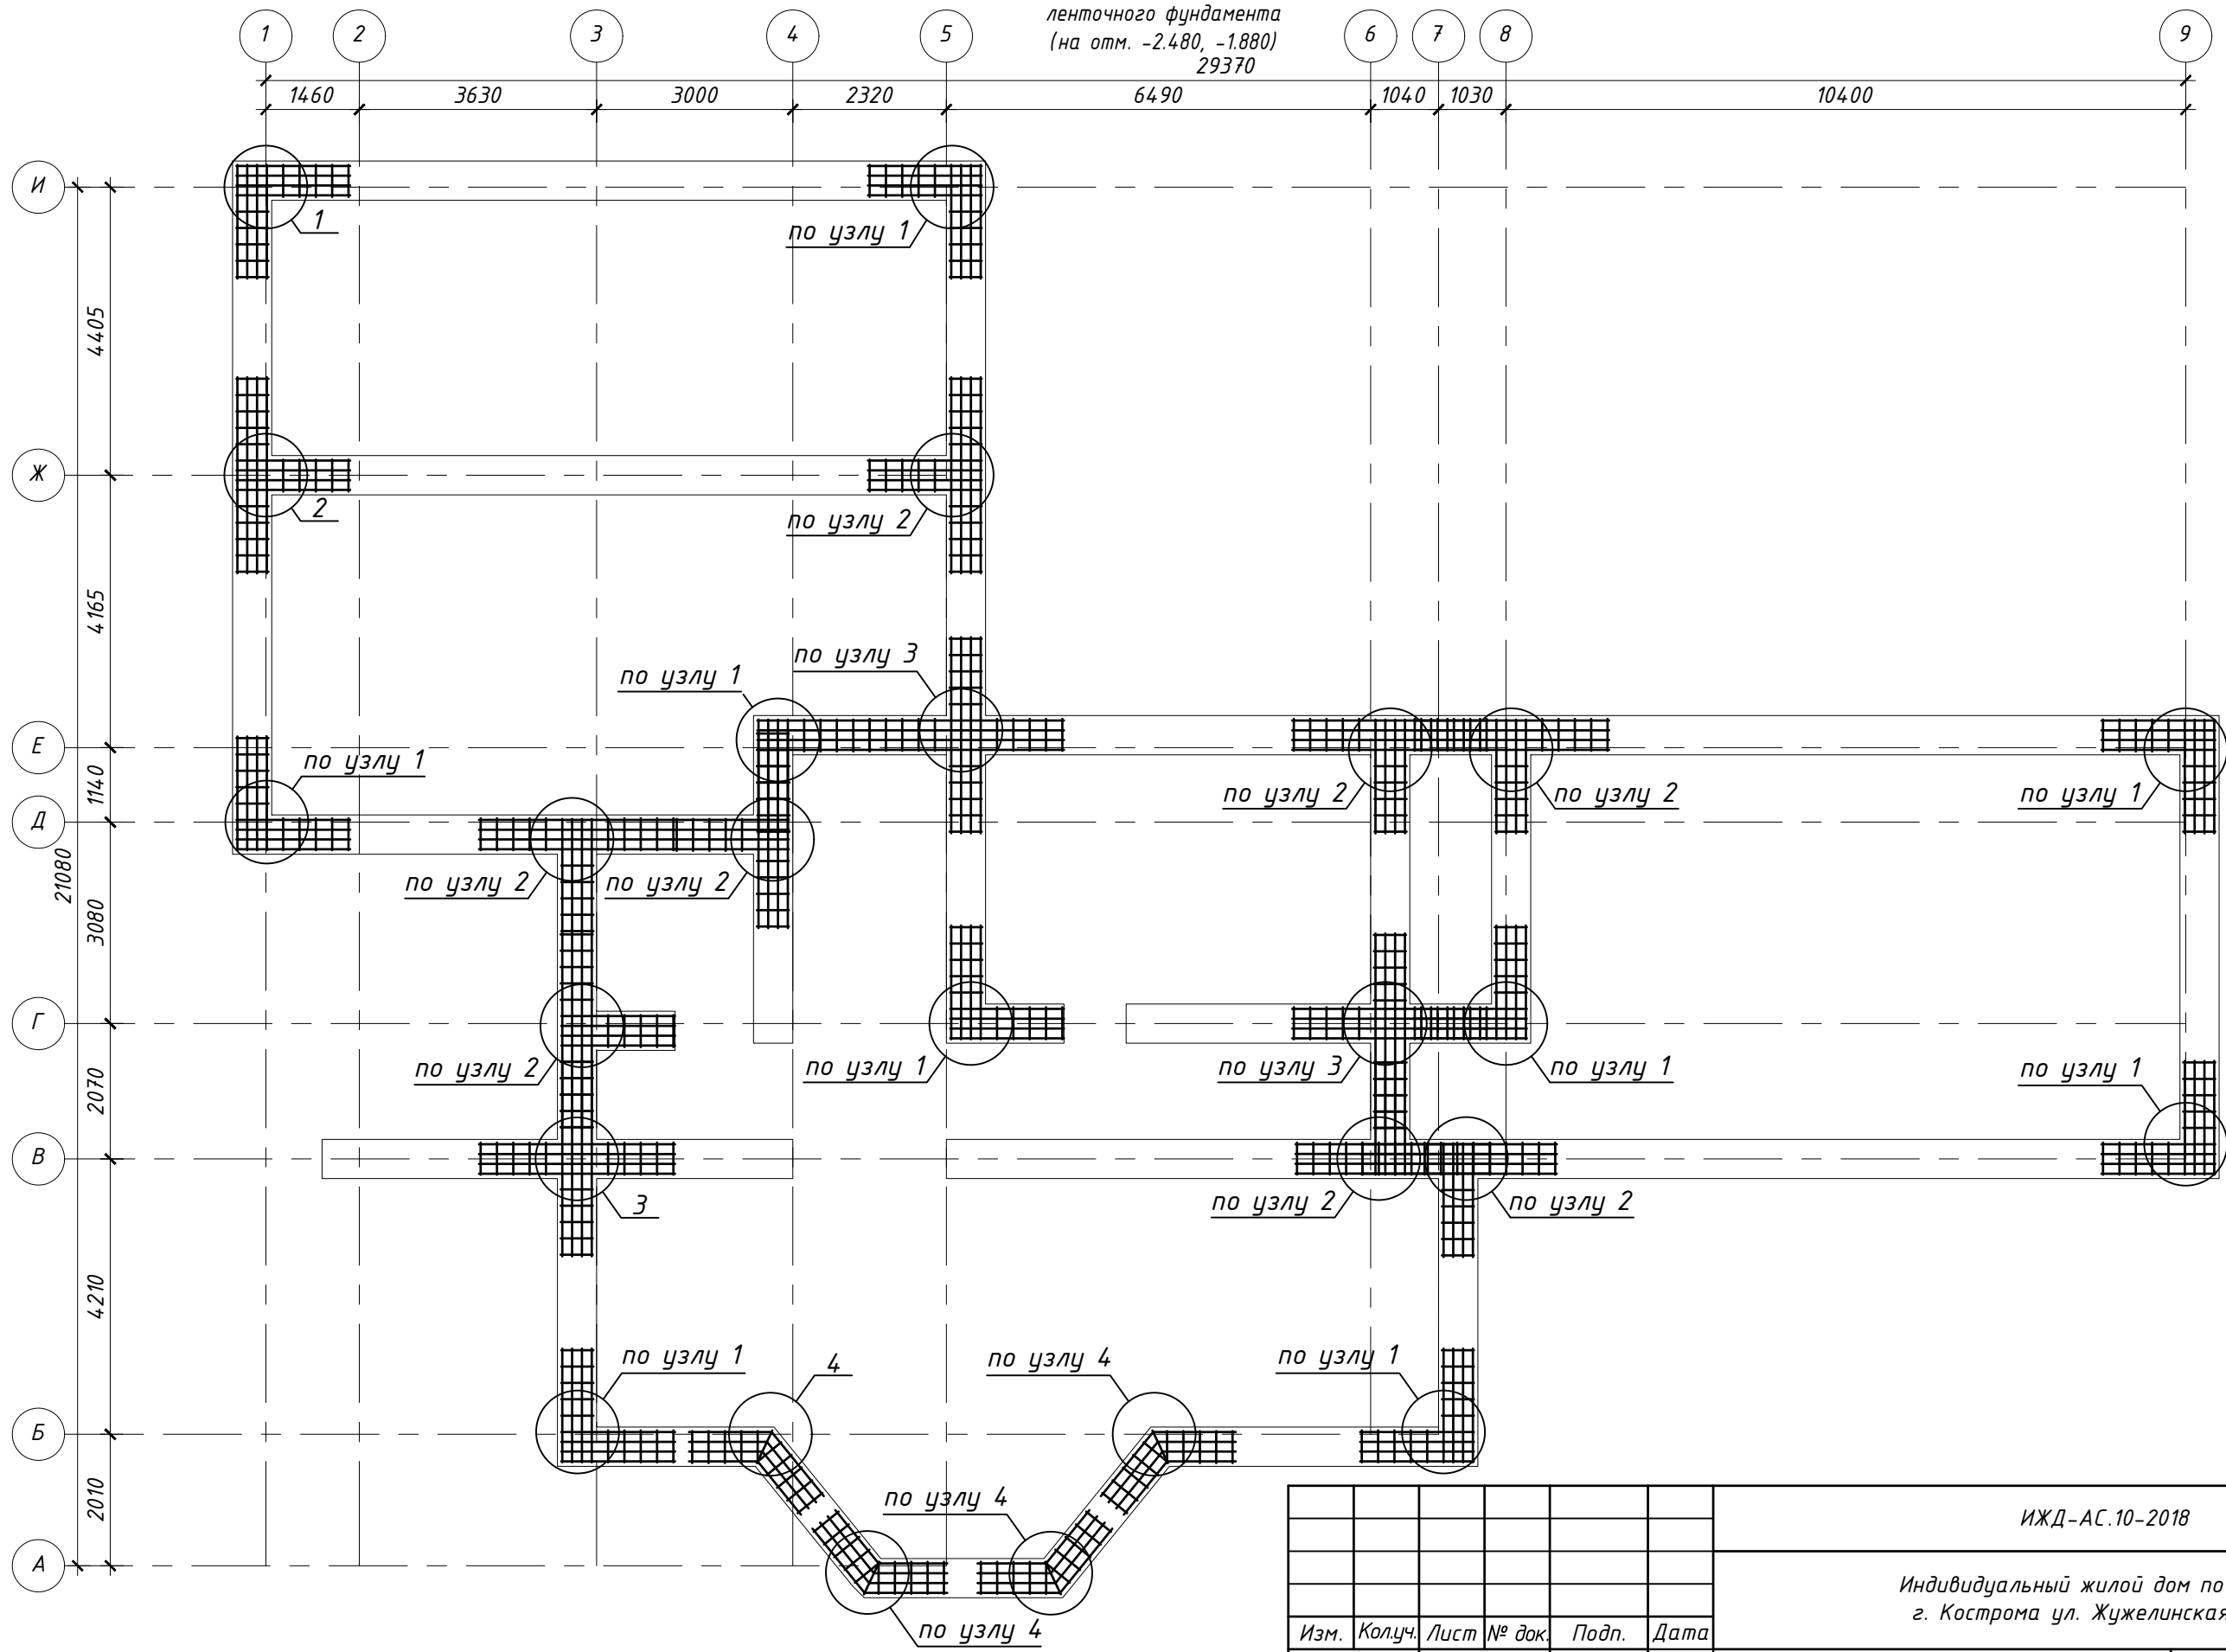 ленточного фундамента
(на отм. -2.480, -1.880)
1 2 3 4 5 6 7 8 9
29370
1460 3630 3000 2320 6490 1040 1030 10400
И
1
по узлу 1
4405
Ж
2
по узлу 2
4165
по узлу 3
по узлу 1
Е
по узлу 1
1140
по узлу 2 по узлу 2 по узлу 1
Д
21080
по узлу 2 по узлу 2
3080
Г
по узлу 2 по узлу 1 по узлу 3 по узлу 1 по узлу 1
2070
В
3 по узлу 2 по узлу 2
4210
по узлу 1 4 по узлу 4 по узлу 1
Б
2010
по узлу 4
А
по узлу 4
ИЖД-АС.10-2018
Индивидуальный жилой дом по
г. Кострома ул. Жужелинская
Изм. Кол.уч. Лист № док. Подп. Дата